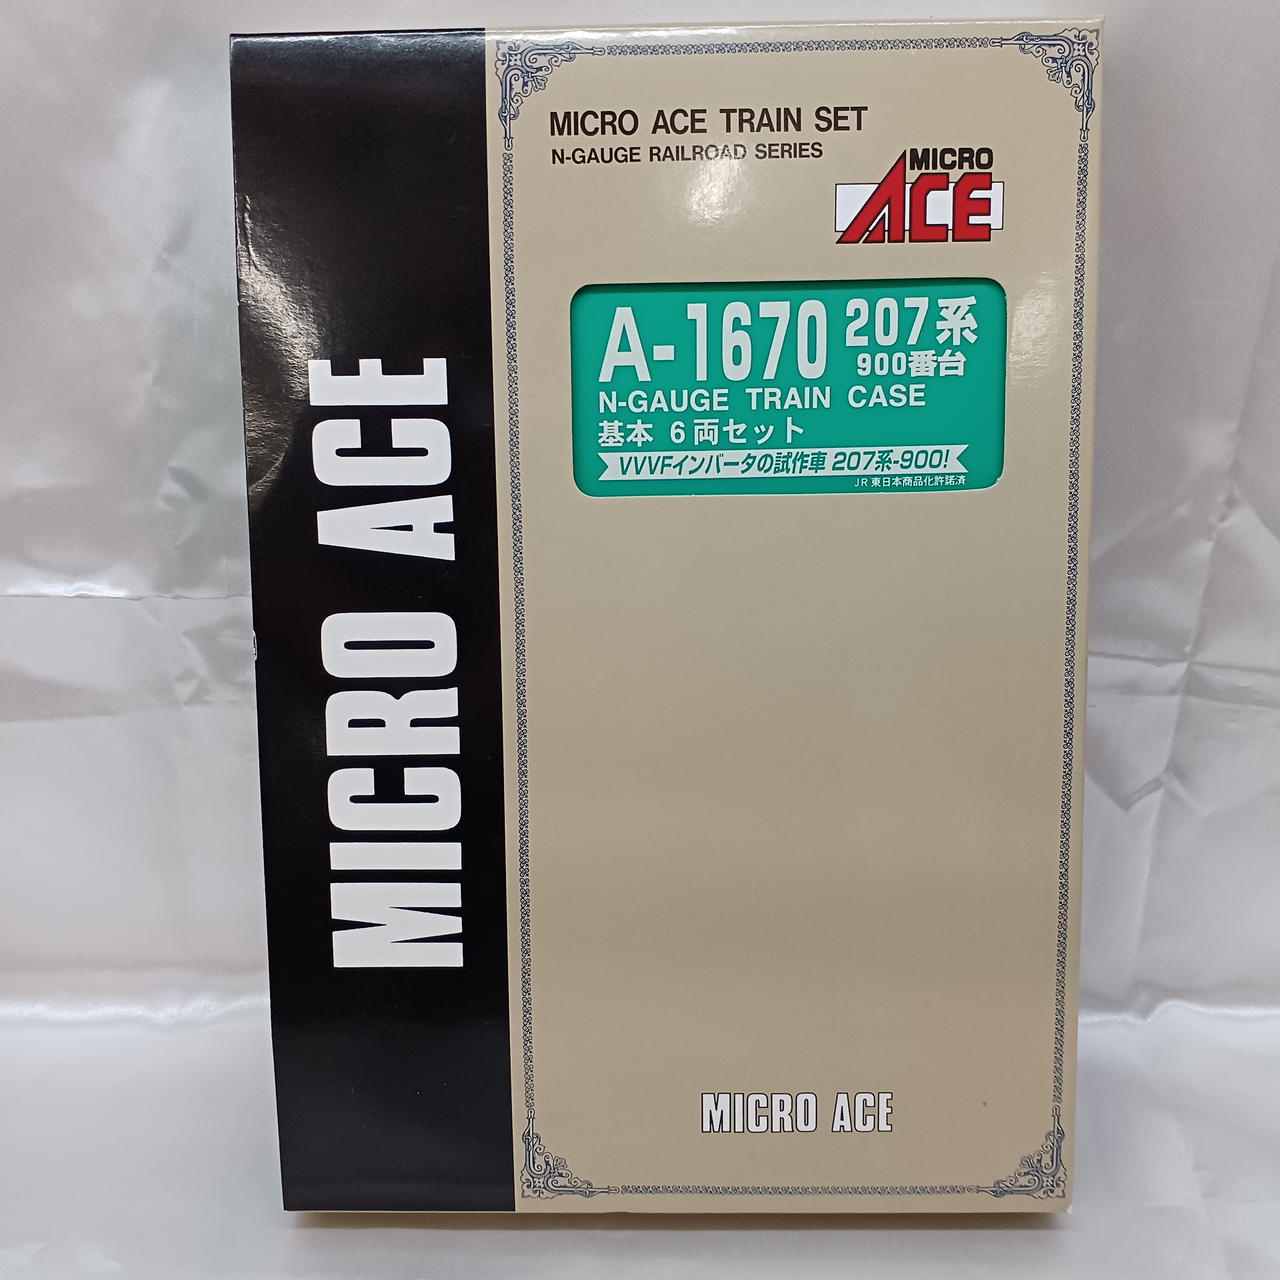 MICRO ACE
MICRO ACE TRAIN SET
N-GAUGE RAILROAD SERIES
MICRO
ACE
A-1670 207系
900番台
N-GAUGE TRAIN CASE
基本 6両セット
VVVFインバータの試作車 207系-900!
JR東日本商品化許諾済
MICRO ACE